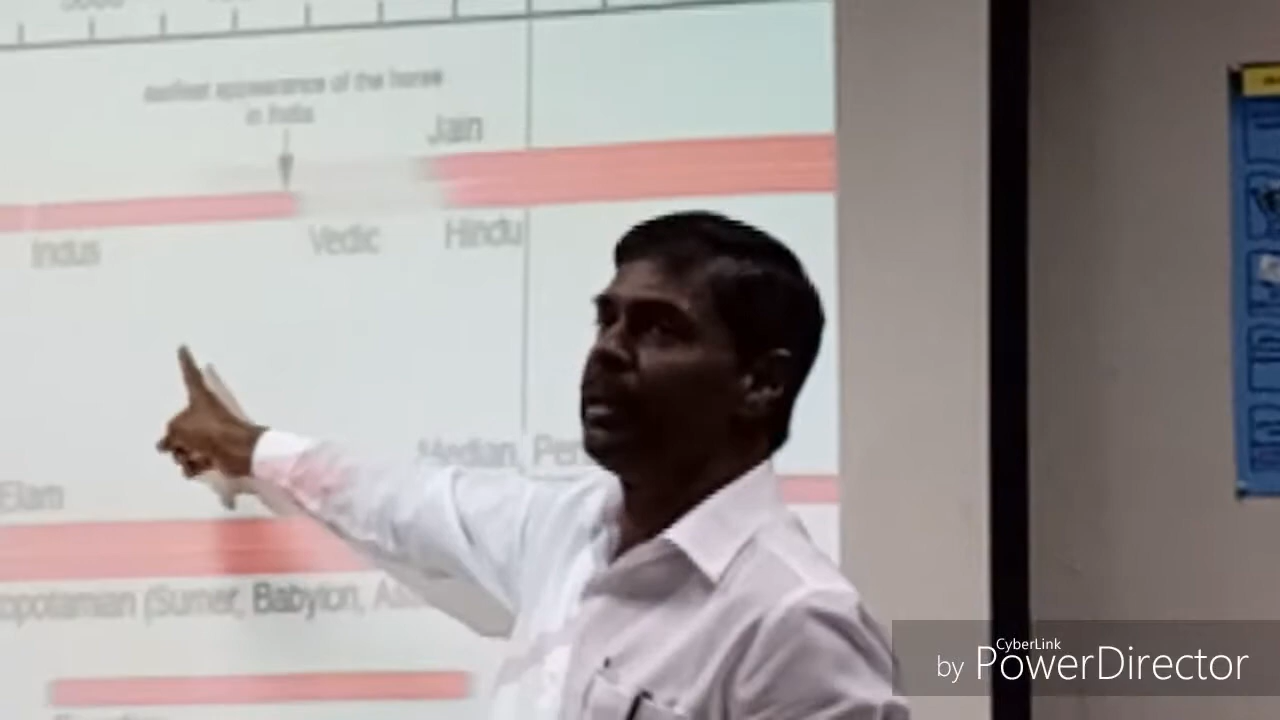 earliest appearance of the horse
in India
Jain
Indus
Vedic
Hindu
Median,
Elam
(Sumer, Babylon,
CyberLink
by PowerDirector